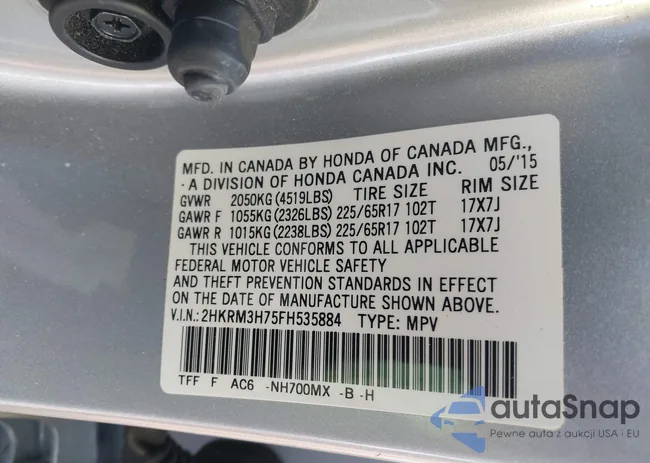 MFD. IN CANADA BY HONDA OF CANADA MFG.,
A DIVISION OF HONDA CANADA INC. 05/'15
GVWR 2050KG (4519LBS) TIRE SIZE RIM SIZE
GAWR F 1055KG (2326LBS) 225/65R17 102T 17X7J
GAWR R 1015KG (2238LBS) 225/65R17 102T 17X7J
THIS VEHICLE CONFORMS TO ALL APPLICABLE
FEDERAL MOTOR VEHICLE SAFETY
AND THEFT PREVENTION STANDARDS IN EFFECT
ON THE DATE OF MANUFACTURE SHOWN ABOVE.
V.I.N.: 2HKRM3H75FH535884 TYPE: MPV
TFF F AC6 -NH700MX -B -H
autaSnap
Pewne auta z aukcji USA i EU